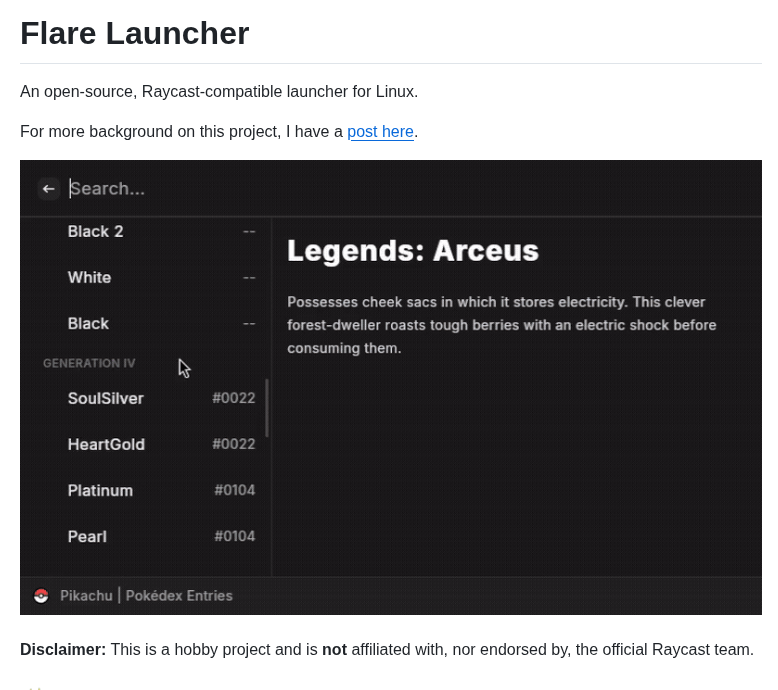 Flare Launcher
An open-source, Raycast-compatible launcher for Linux.
For more background on this project, I have a post here.
Search...
Black 2 --
White --
Black --
GENERATION IV
SoulSilver #0022
HeartGold #0022
Platinum #0104
Pearl #0104
Legends: Arceus
Possesses cheek sacs in which it stores electricity. This clever
forest-dweller roasts tough berries with an electric shock before
consuming them.
Pikachu | Pokédex Entries
Disclaimer: This is a hobby project and is not affiliated with, nor endorsed by, the official Raycast team.